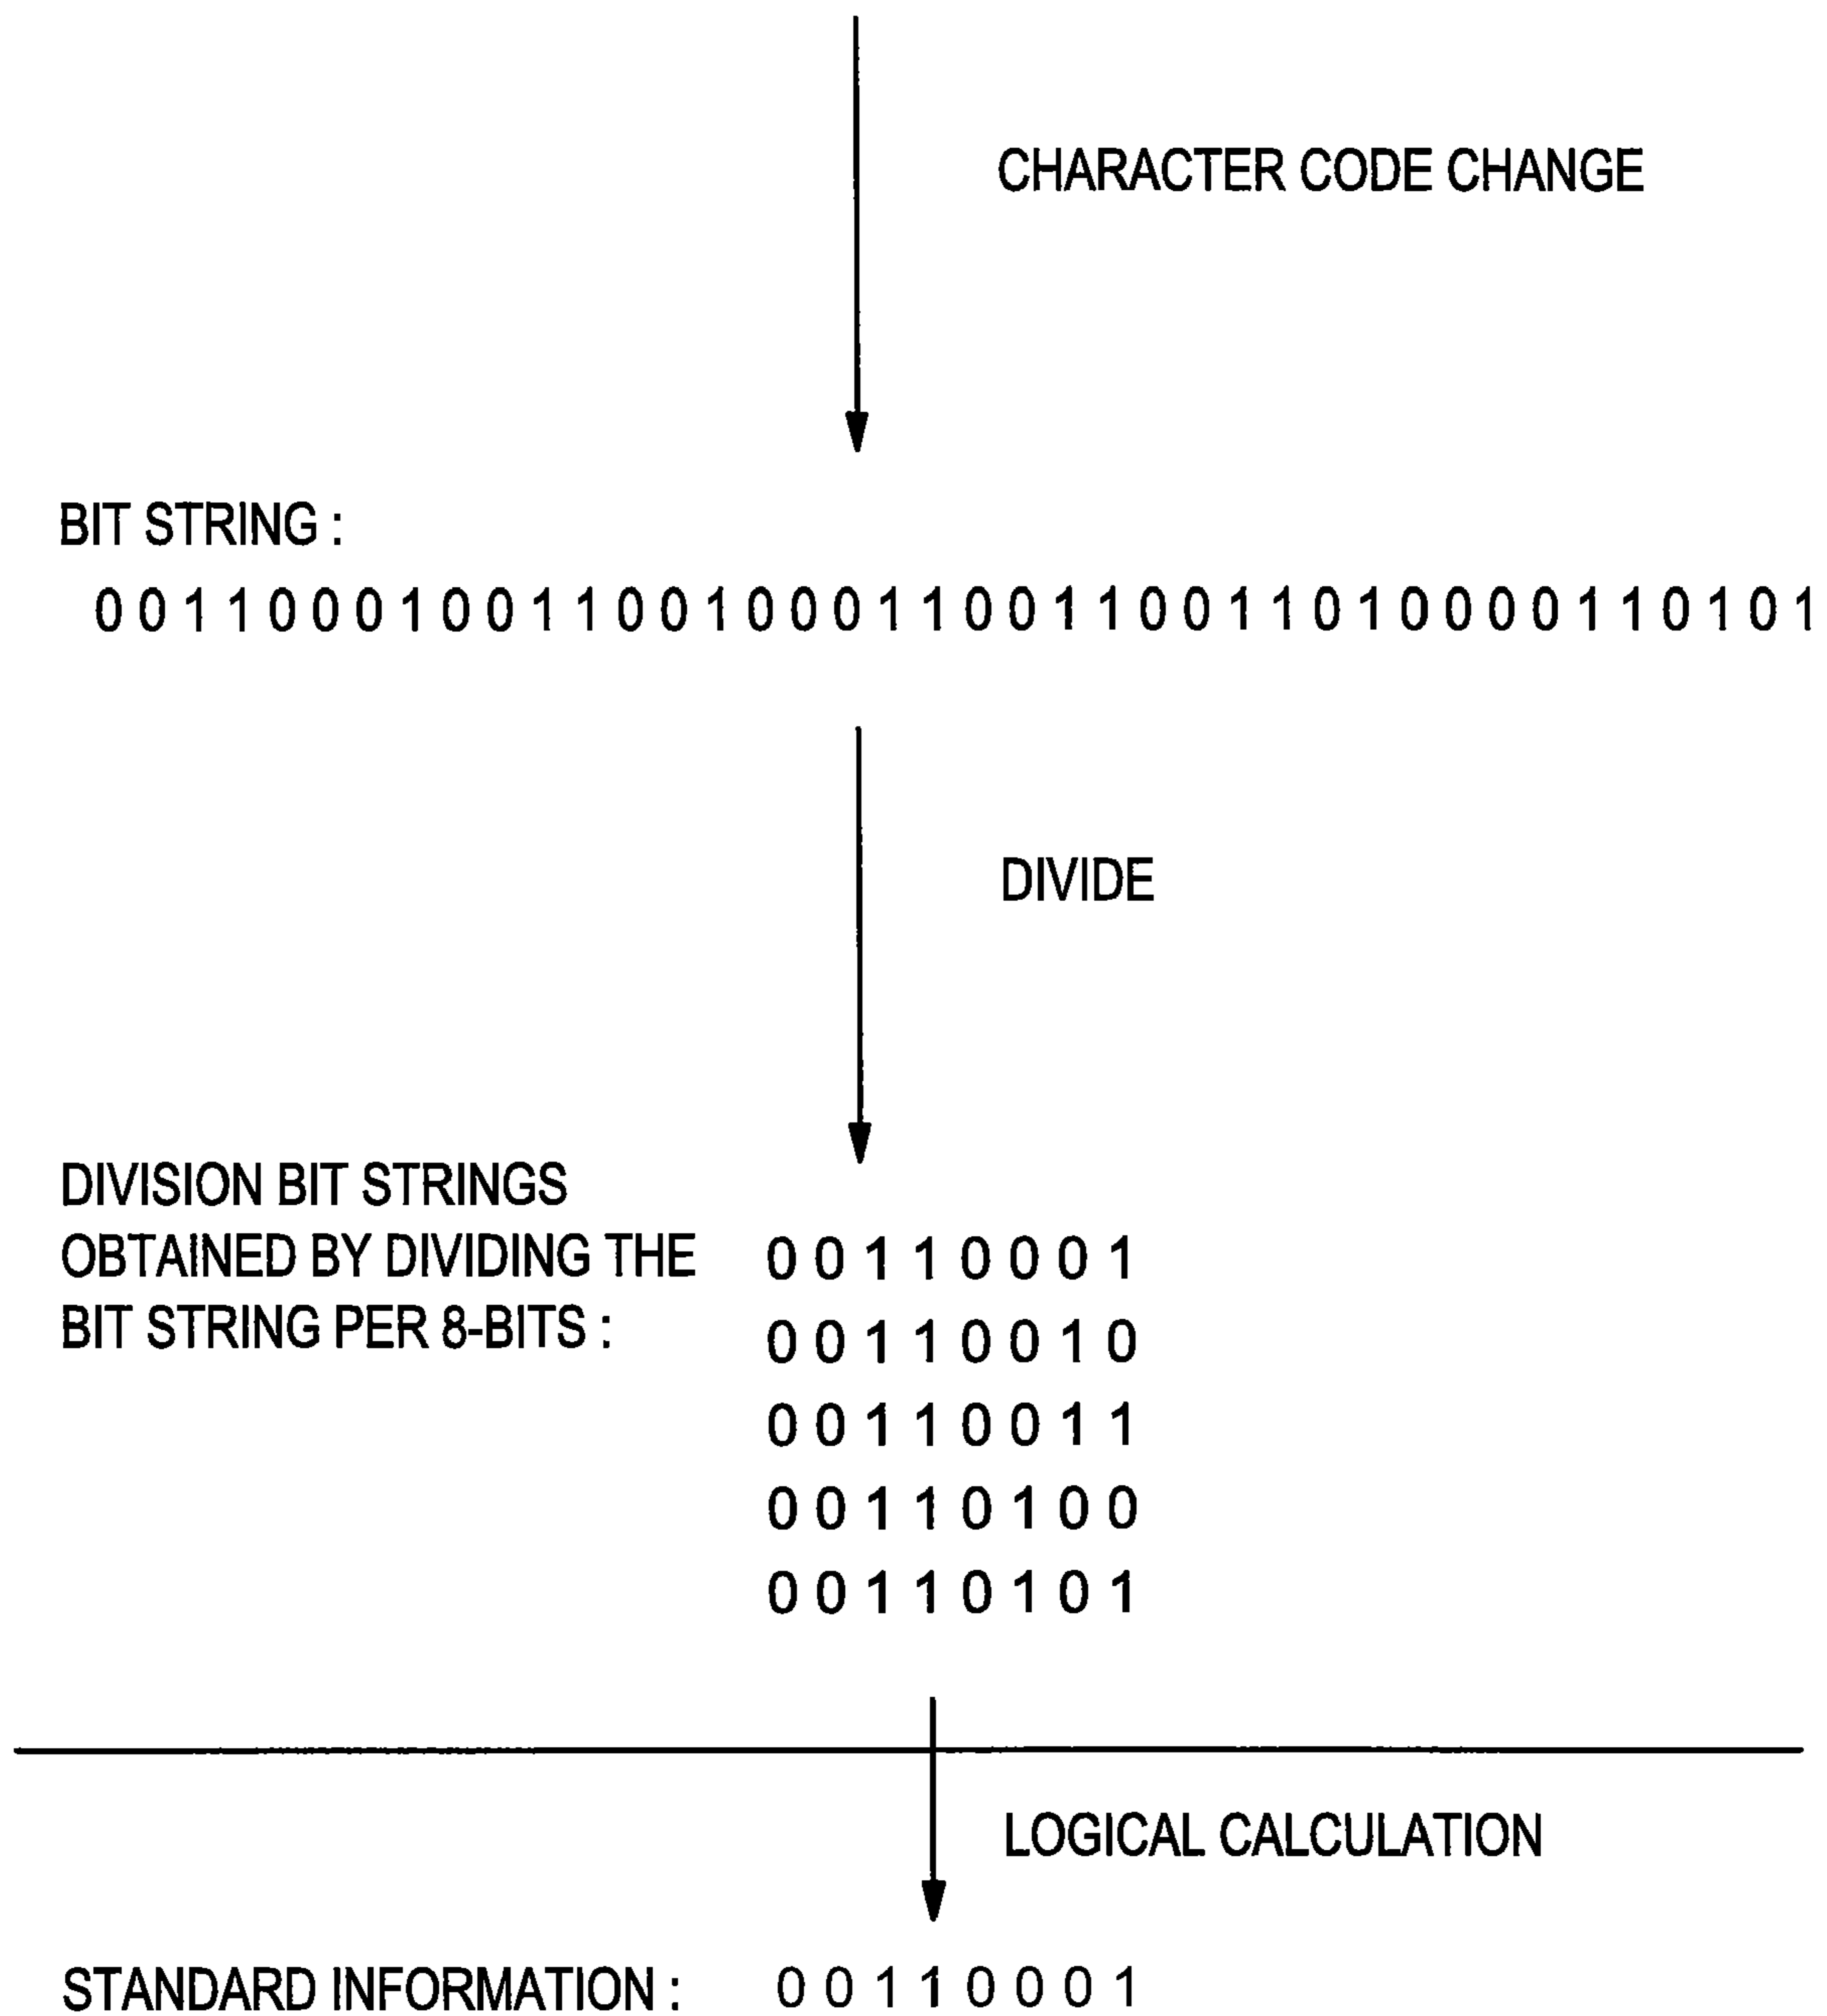 CHARACTER CODE CHANGE
BIT STRING :
0 0 1 1 0 0 0 1 0 0 1 1 0 0 1 0 0 0 1 1 0 0 1 1 0 0 1 1 0 1 0 0 0 0 1 1 0 1 0 1
DIVIDE
DIVISION BIT STRINGS
OBTAINED BY DIVIDING THE
BIT STRING PER 8-BITS :
0 0 1 1 0 0 0 1
0 0 1 1 0 0 1 0
0 0 1 1 0 0 1 1
0 0 1 1 0 1 0 0
0 0 1 1 0 1 0 1
LOGICAL CALCULATION
STANDARD INFORMATION : 0 0 1 1 0 0 0 1